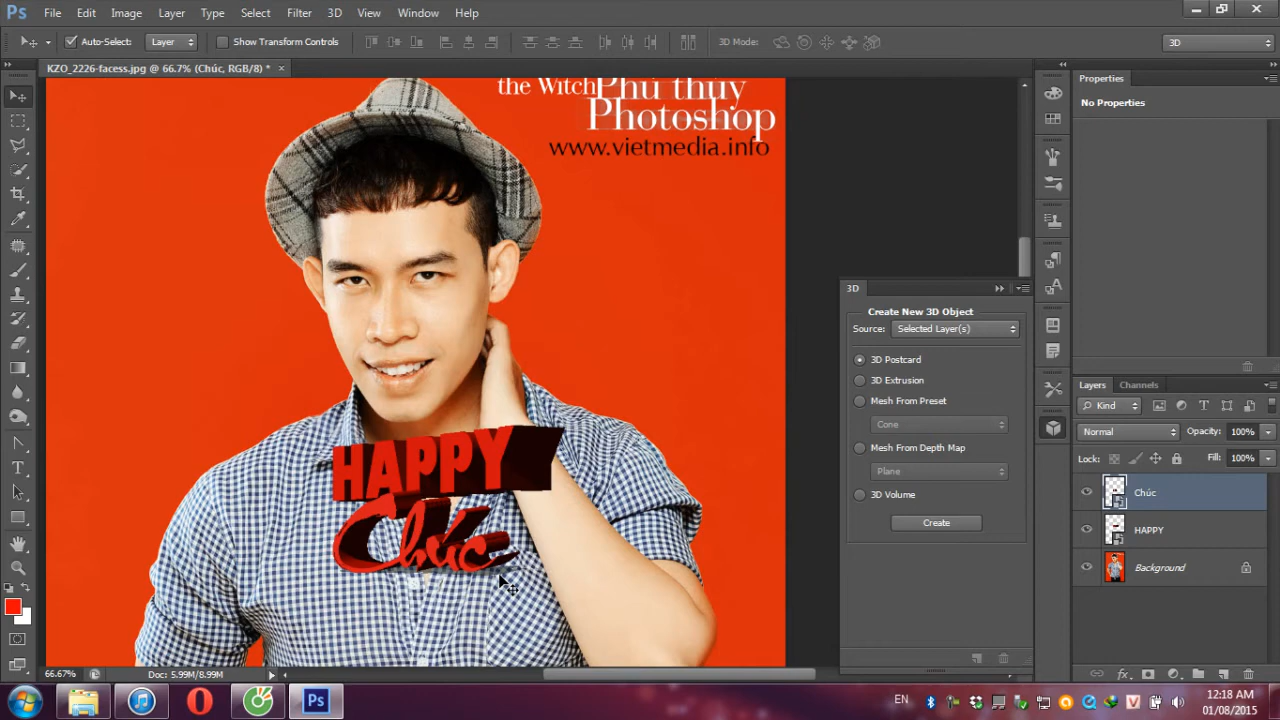 Ps File Edit Image Layer Type Select Filter 3D View Window Help
Auto-Select: Layer Show Transform Controls 3D Mode: 3D
KZO_2226-facess.jpg @ 66.7% (Chúc, RGB/8) * ×
the Witch Phù thủy
Photoshop
www.vietmedia.info
HAPPY
Chúc
Properties
No Properties
3D
Create New 3D Object
Source: Selected Layer(s)
3D Postcard
3D Extrusion
Mesh From Preset
Cone
Mesh From Depth Map
Plane
3D Volume
Create
Layers Channels
Kind
Normal Opacity: 100%
Lock: Fill: 100%
Chúc
HAPPY
Background
66.67% Doc: 5.99M/8.99M
Ps EN 12:18 AM
01/08/2015